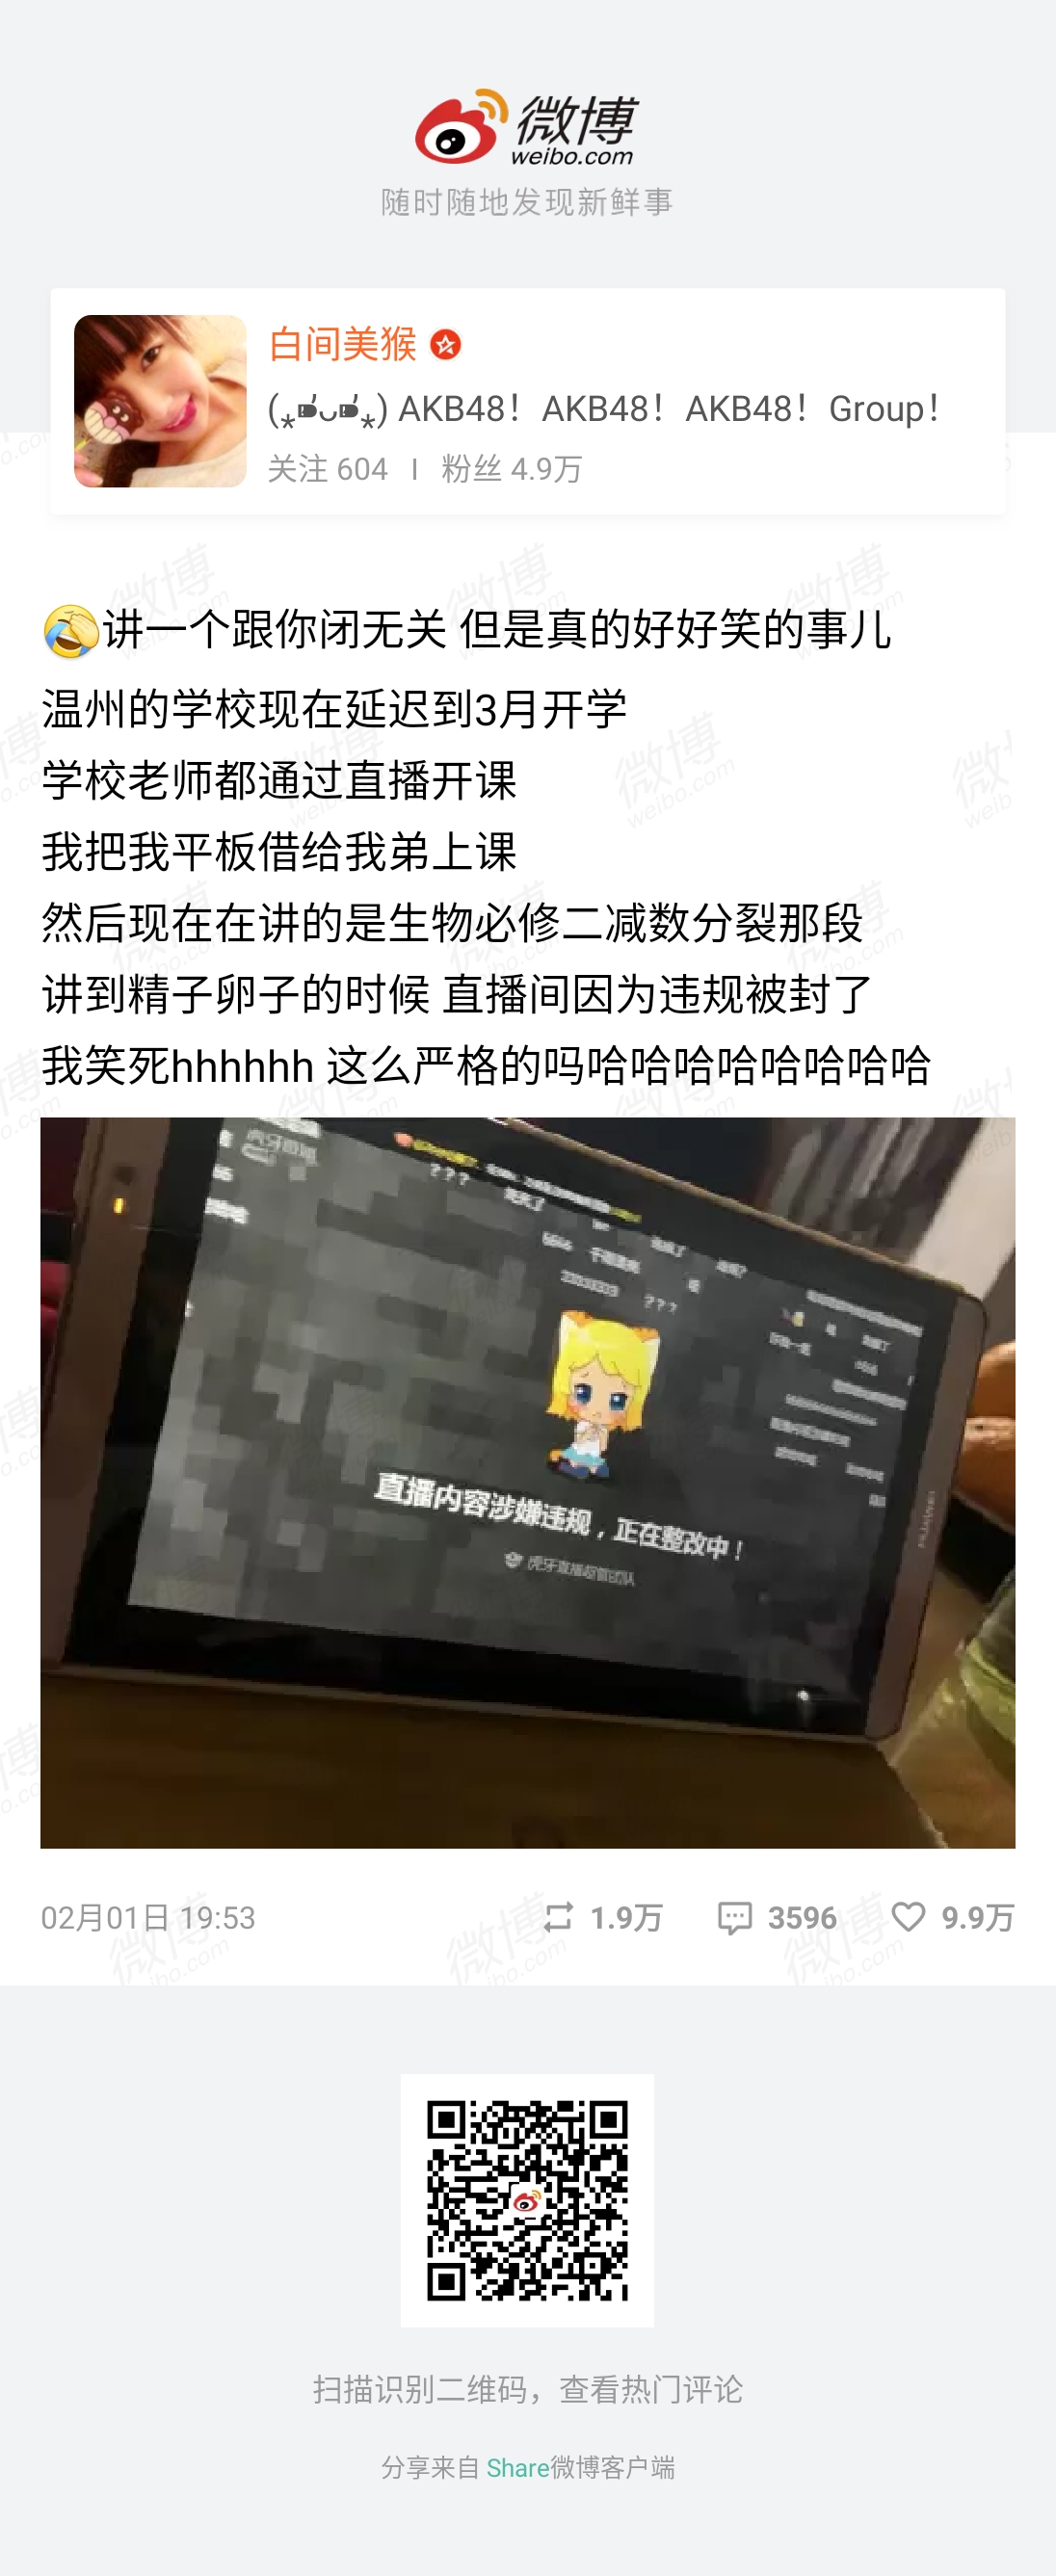 微博
weibo.com
随时随地发现新鲜事
白间美猴
AKB48！AKB48！AKB48！Group！
关注 604 | 粉丝 4.9万
🤣讲一个跟你闭无关 但是真的好好笑的事儿
温州的学校现在延迟到3月开学
学校老师都通过直播开课
我把我平板借给我弟上课
然后现在在讲的是生物必修二减数分裂那段
讲到精子卵子的时候 直播间因为违规被封了
我笑死hhhhhh 这么严格的吗哈哈哈哈哈哈哈哈
虎牙直播
66
？？？
？？？
直播内容涉嫌违规，正在整改中！
虎牙直播超管团队
02月01日 19:53
1.9万
3596
9.9万
扫描识别二维码，查看热门评论
分享来自 Share微博客户端